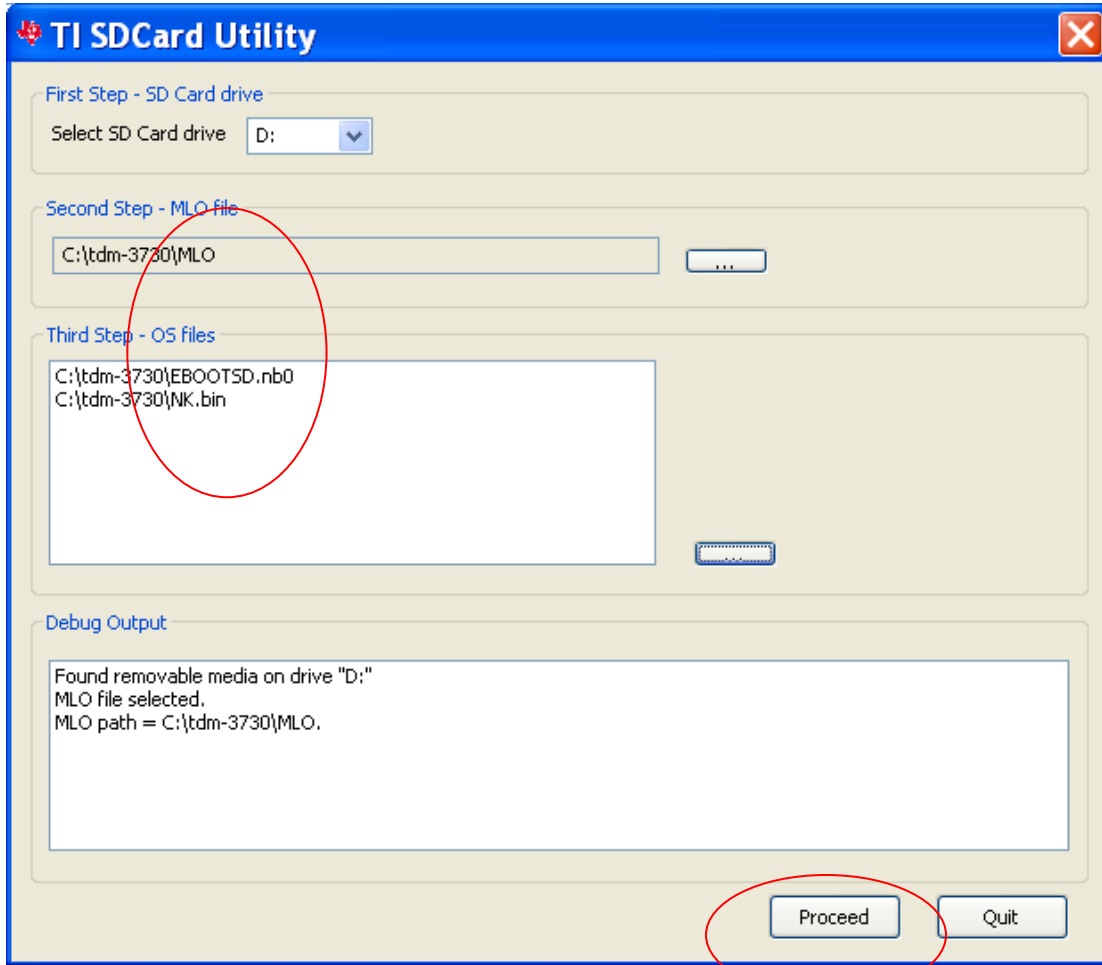 TI SDCard Utility
First Step - SD Card drive
Select SD Card drive D:
Second Step - MLO file
C:\tdm-3730\MLO
...
Third Step - OS files
C:\tdm-3730\EBOOTSD.nb0
C:\tdm-3730\NK.bin
...
Debug Output
Found removable media on drive "D:"
MLO file selected.
MLO path = C:\tdm-3730\MLO.
Proceed Quit